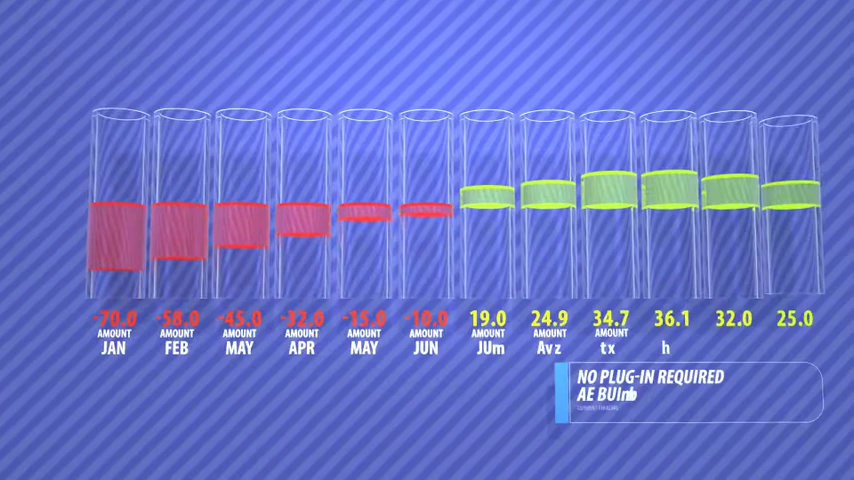 -70.0 -58.0 -45.0 -32.0 -15.0 -10.0 19.0 24.9 34.7 36.1 32.0 25.0
AMOUNT AMOUNT AMOUNT AMOUNT AMOUNT AMOUNT AMOUNT AMOUNT AMOUNT
JAN FEB MAY APR MAY JUN JUm Avz tx h
NO PLUG-IN REQUIRED
AE BUI